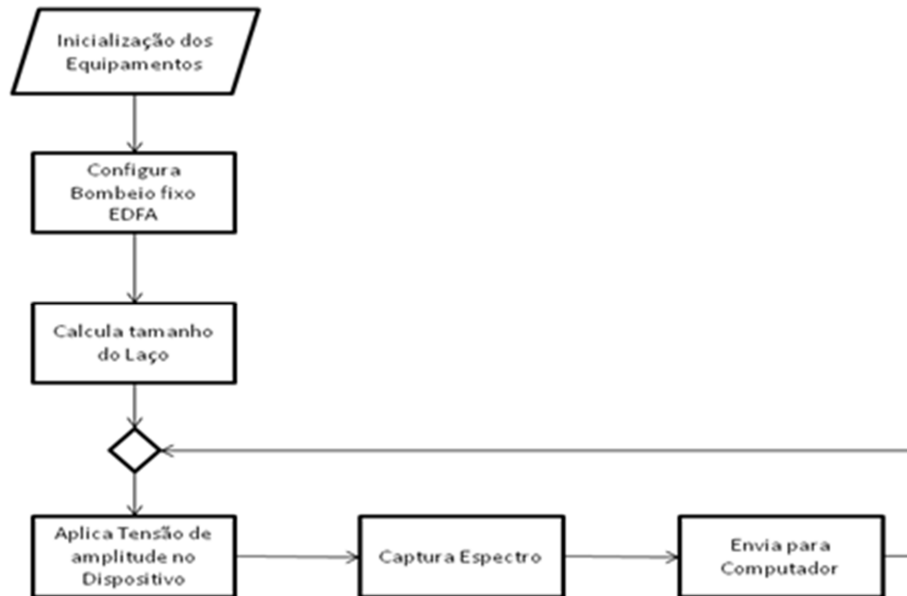 Inicialização dos
Equipamentos
Configura
Bombeio fixo
EDFA
Calcula tamanho
do Laço
Aplica Tensão de
amplitude no
Dispositivo
Captura Espectro
Envia para
Computador